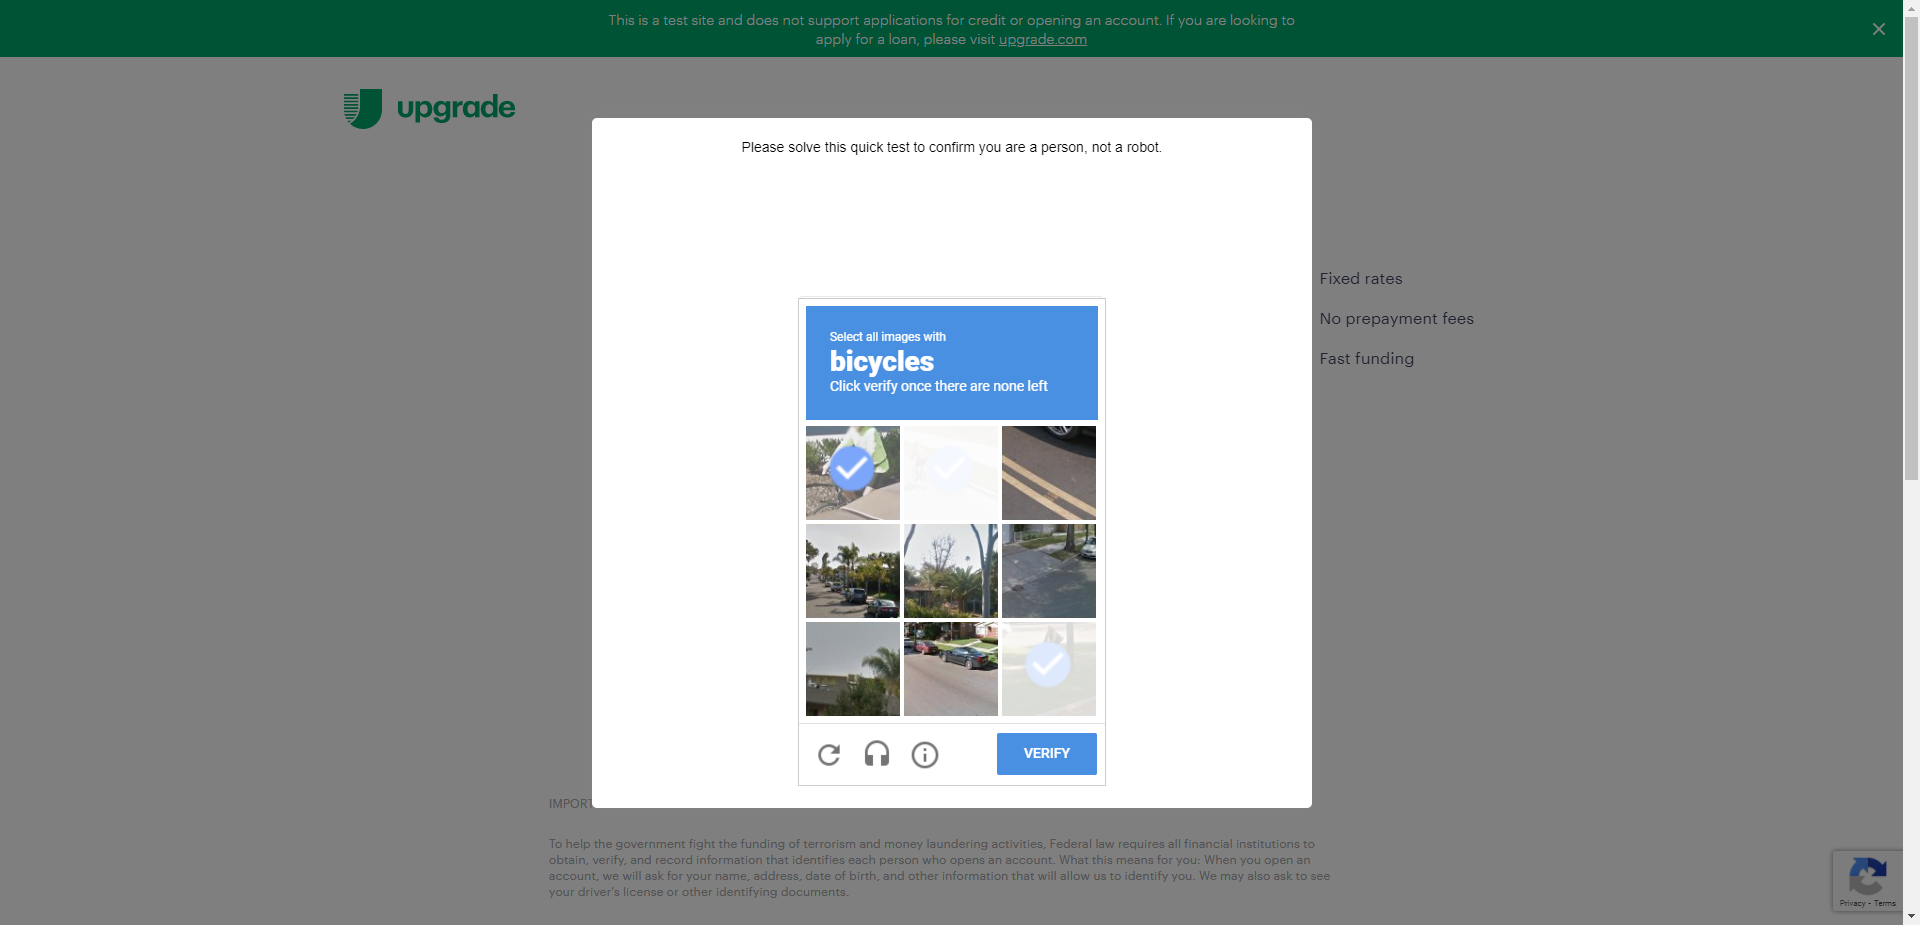 This is a test site and does not support applications for credit or opening an account. If you are looking to
apply for a loan, please visit upgrade.com
upgrade
Please solve this quick test to confirm you are a person, not a robot.
Fixed rates
No prepayment fees
Fast funding
Select all images with
bicycles
Click verify once there are none left
VERIFY
IMPORT
To help the government fight the funding of terrorism and money laundering activities, Federal law requires all financial institutions to
obtain, verify, and record information that identifies each person who opens an account. What this means for you: When you open an
account, we will ask for your name, address, date of birth, and other information that will allow us to identify you. We may also ask to see
your driver's license or other identifying documents.
Privacy - Terms